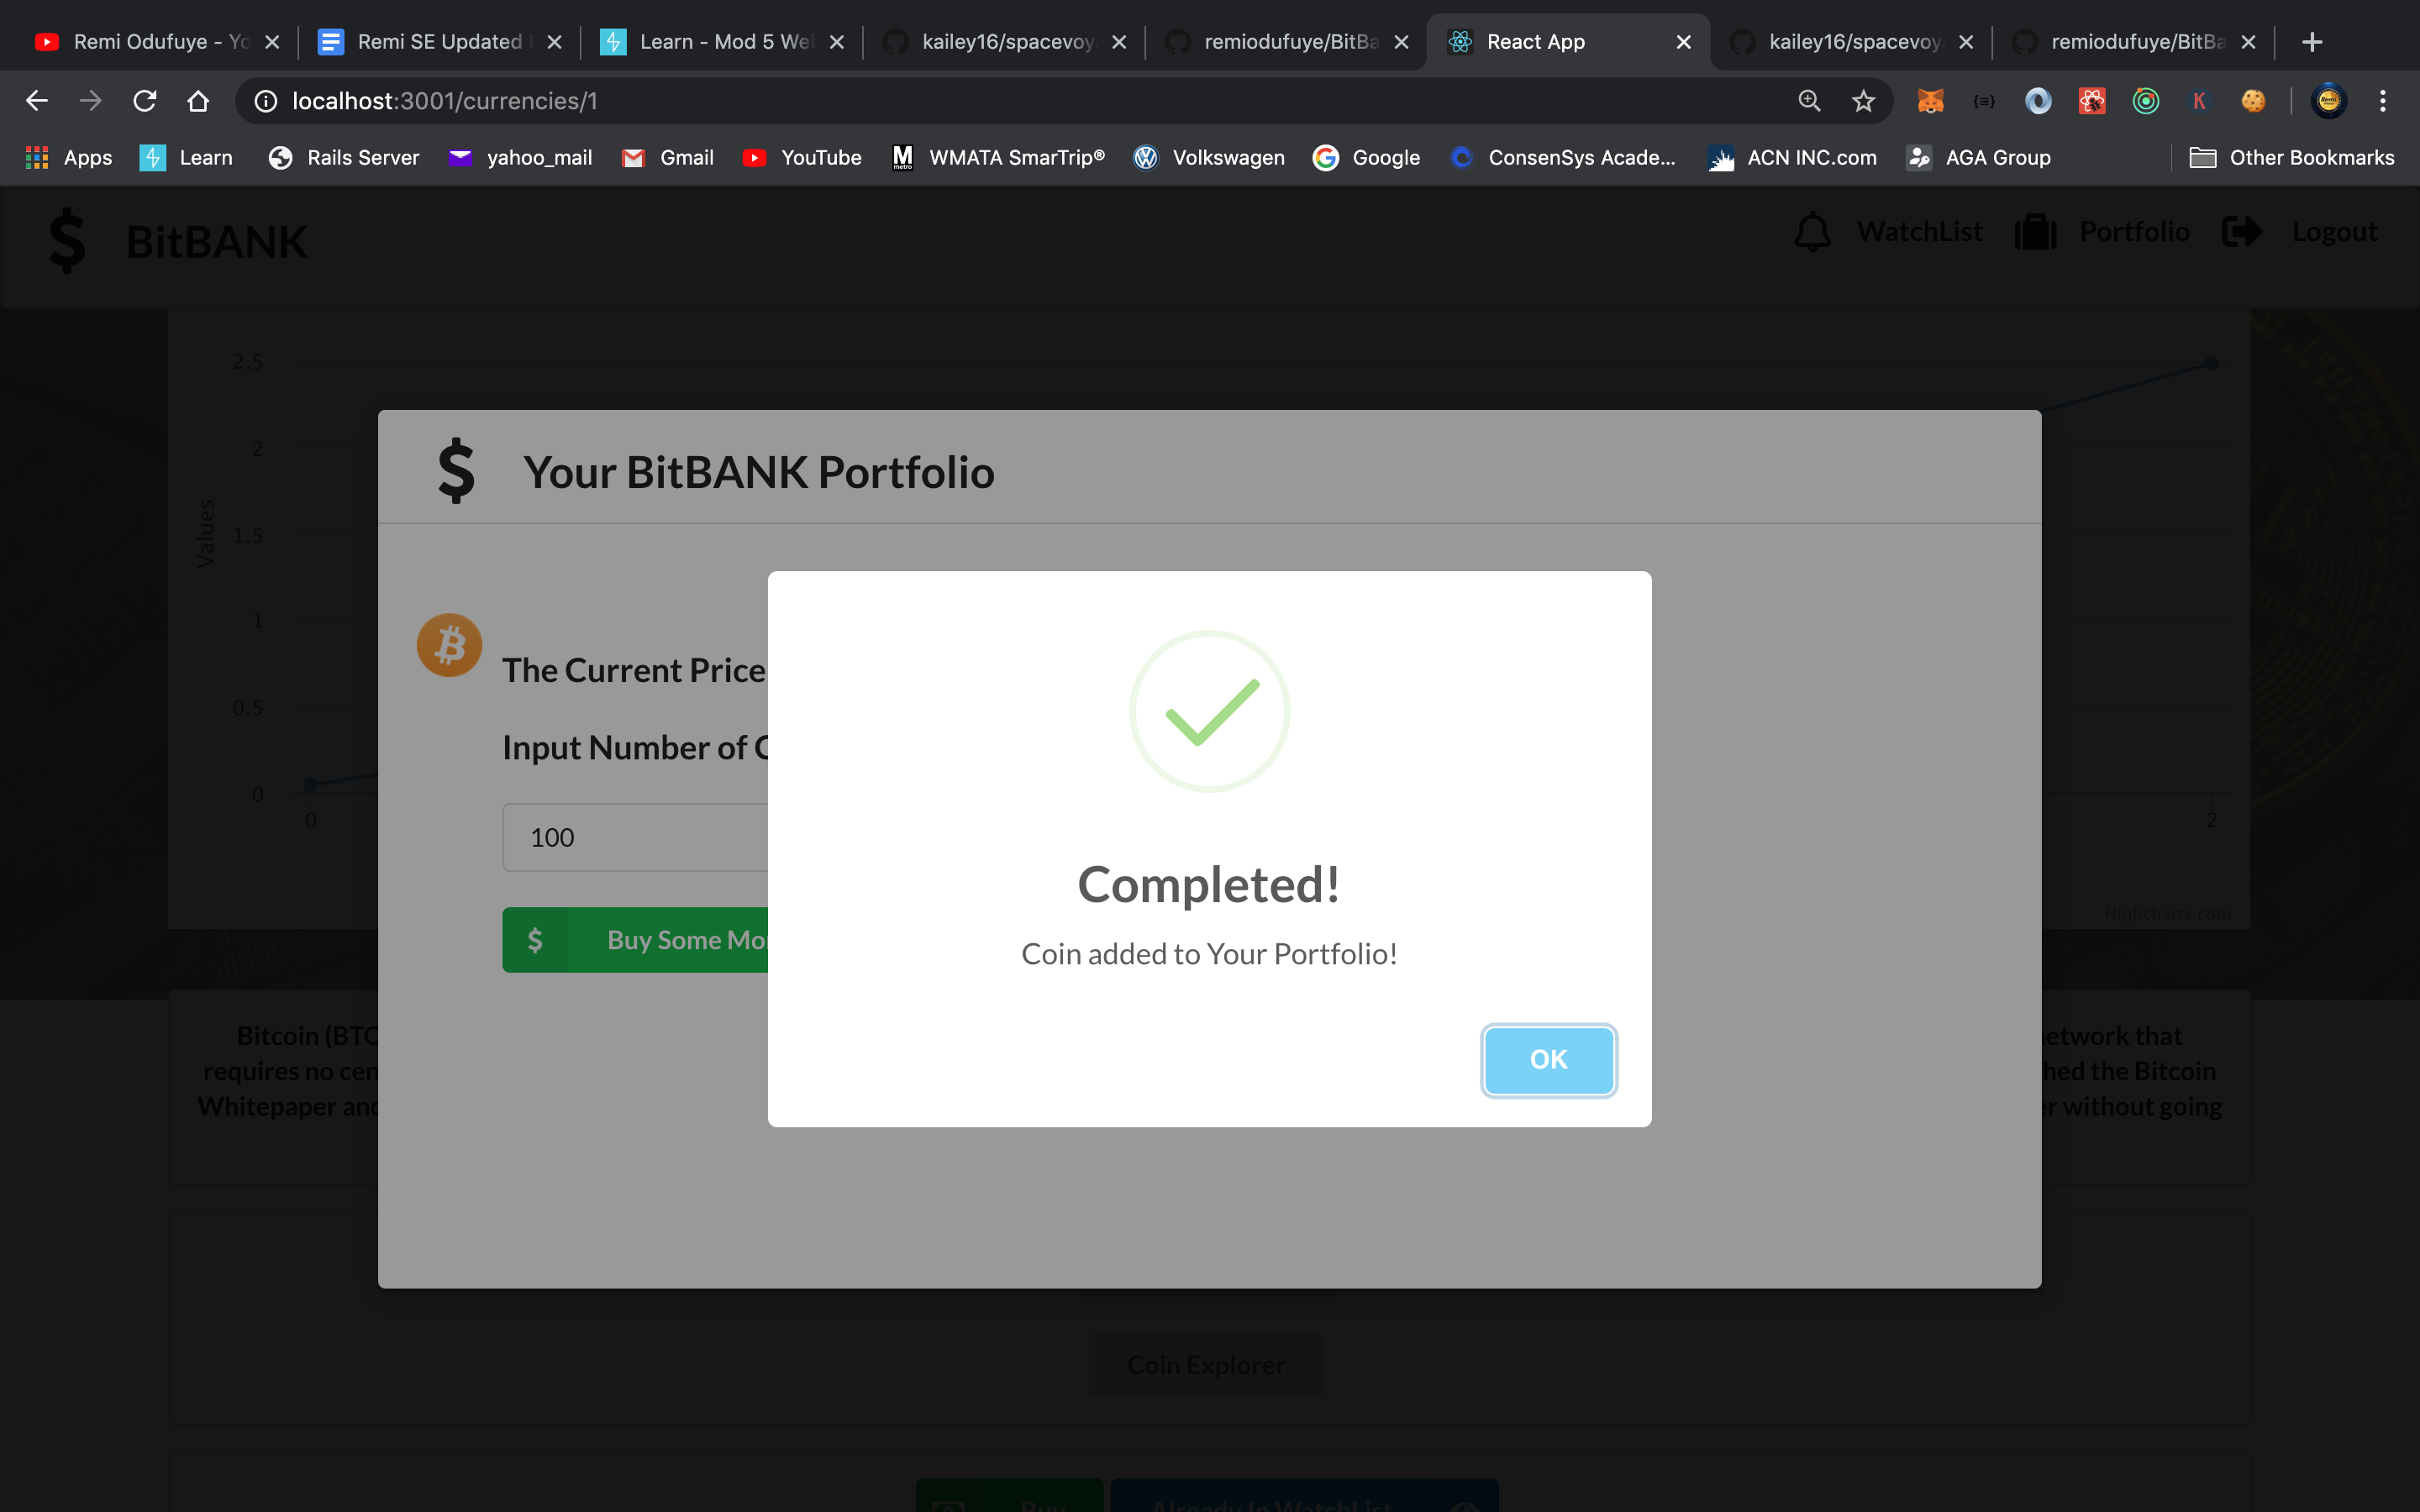 Remi Odufuye - Yo
Remi SE Updated
Learn - Mod 5 We
kailey16/spacevoy
remiodufuye/BitBa
React App
kailey16/spacevoy
remiodufuye/BitBa
localhost:3001/currencies/1
Apps
Learn
Rails Server
yahoo_mail
Gmail
YouTube
WMATA SmarTrip®
Volkswagen
Google
ConsenSys Acade...
ACN INC.com
AGA Group
Other Bookmarks
BitBANK
WatchList
Portfolio
Logout
2.5
2
1.5
1
0.5
0
Values
0
2
Highcharts.com
Your BitBANK Portfolio
The Current Price
Input Number of
100
Buy Some Mo
Completed!
Coin added to Your Portfolio!
OK
Bitcoin (BTC
requires no cen
Whitepaper and
network that
hed the Bitcoin
er without going
Coin Explorer
Buy
Already In WatchList